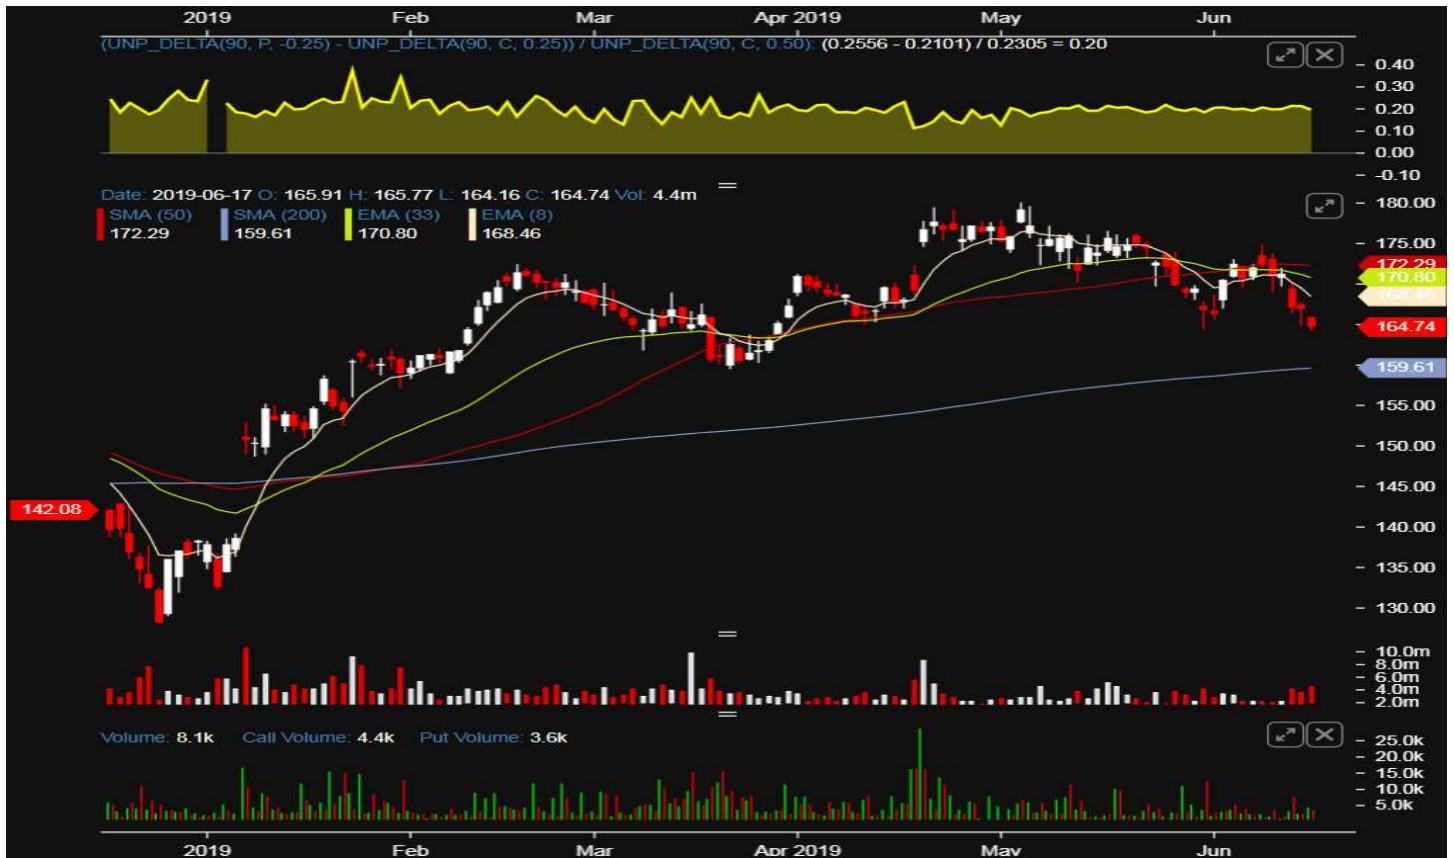 2019 Feb Mar Apr 2019 May Jun
(UNP_DELTA(90, P, -0.25) - UNP_DELTA(90, C, 0.25)) / UNP_DELTA(90, C, 0.50): (0.2556 - 0.2101) / 0.2305 = 0.20
0.40
0.30
0.20
0.10
0.00
-0.10
Date: 2019-06-17 O: 165.91 H: 165.77 L: 164.16 C: 164.74 Vol: 4.4m
SMA (50) SMA (200) EMA (33) EMA (8)
172.29 159.61 170.80 168.46
180.00
175.00
172.29
170.80
168.46
164.74
159.61
155.00
150.00
145.00
142.08
140.00
135.00
130.00
10.0m
8.0m
6.0m
4.0m
2.0m
Volume: 8.1k Call Volume: 4.4k Put Volume: 3.6k
25.0k
20.0k
15.0k
10.0k
5.0k
2019 Feb Mar Apr 2019 May Jun